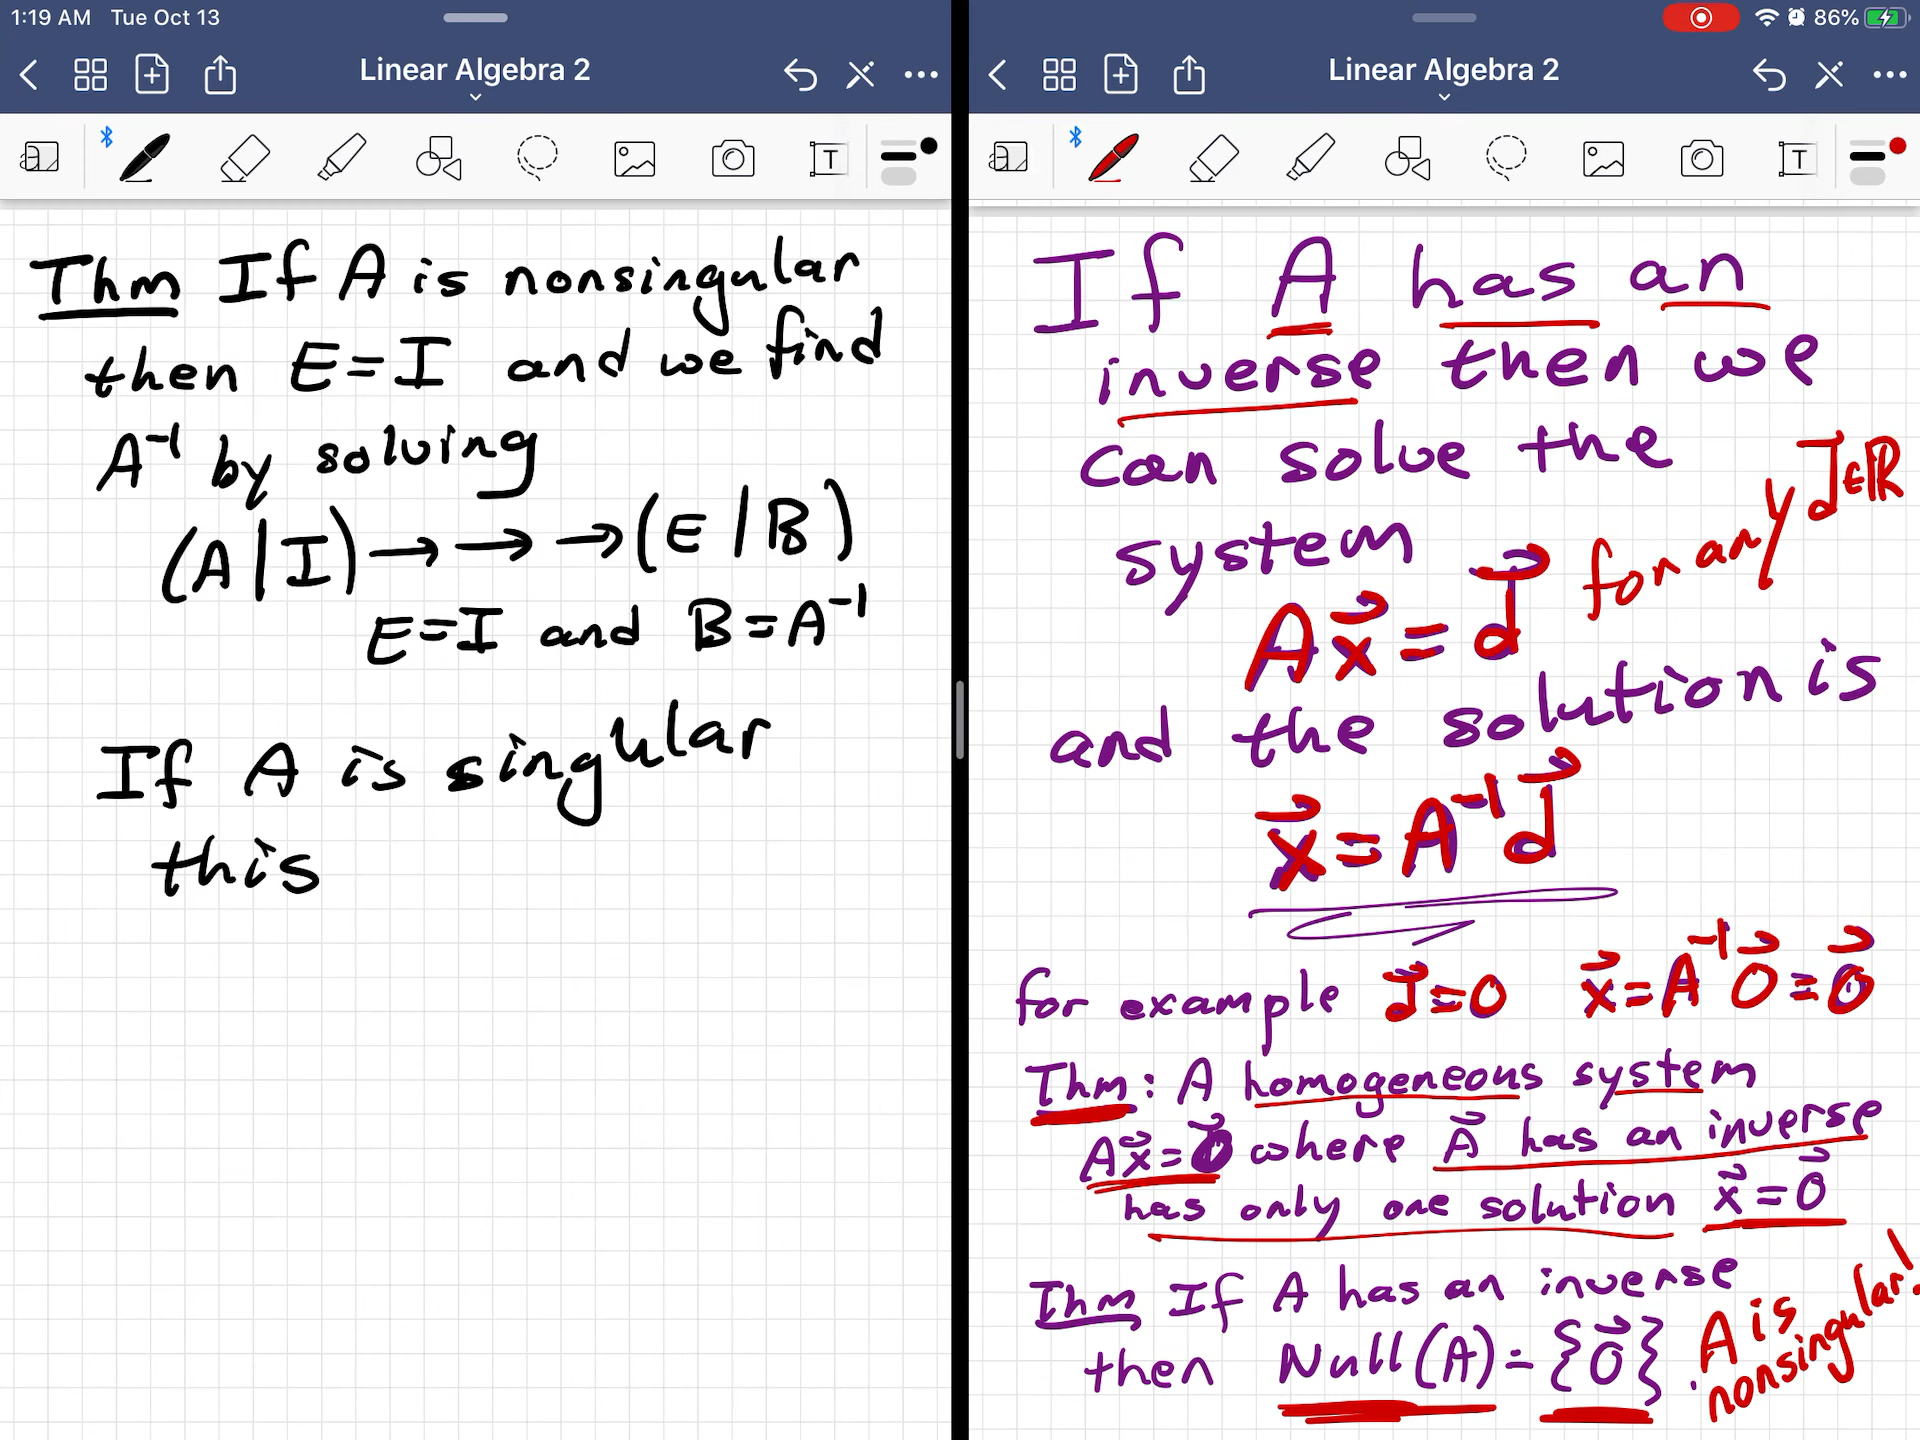 1:19 AM Tue Oct 13
86%
Linear Algebra 2
Thm If A is nonsingular
then E=I and we find
A⁻¹ by solving
(A|I)→→→(E|B)
E=I and B=A⁻¹
If A is singular
this
Linear Algebra 2
If A has an
inverse then we
can solve the
system for any d⃗∈ℝ
Ax⃗=d⃗
and the solution is
x⃗=A⁻¹d⃗
for example d⃗=0 x⃗=A⁻¹0⃗=0⃗
Thm: A homogeneous system
Ax⃗=0⃗ where A⃗ has an inverse
has only one solution x⃗=0⃗
Thm If A has an inverse
then Null(A)={0⃗}.
A is
nonsingular!